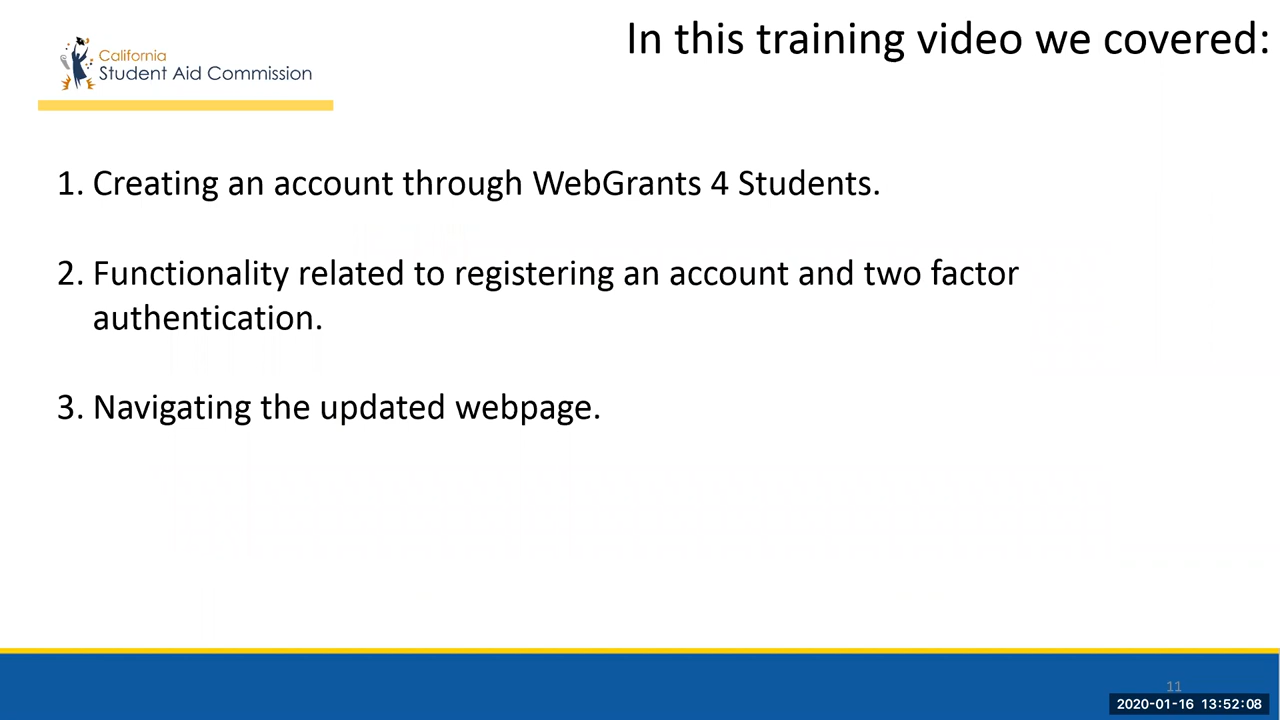 In this training video we covered:
California
Student Aid Commission
1. Creating an account through WebGrants 4 Students.
2. Functionality related to registering an account and two factor
authentication.
3. Navigating the updated webpage.
11
2020-01-16 13:52:08